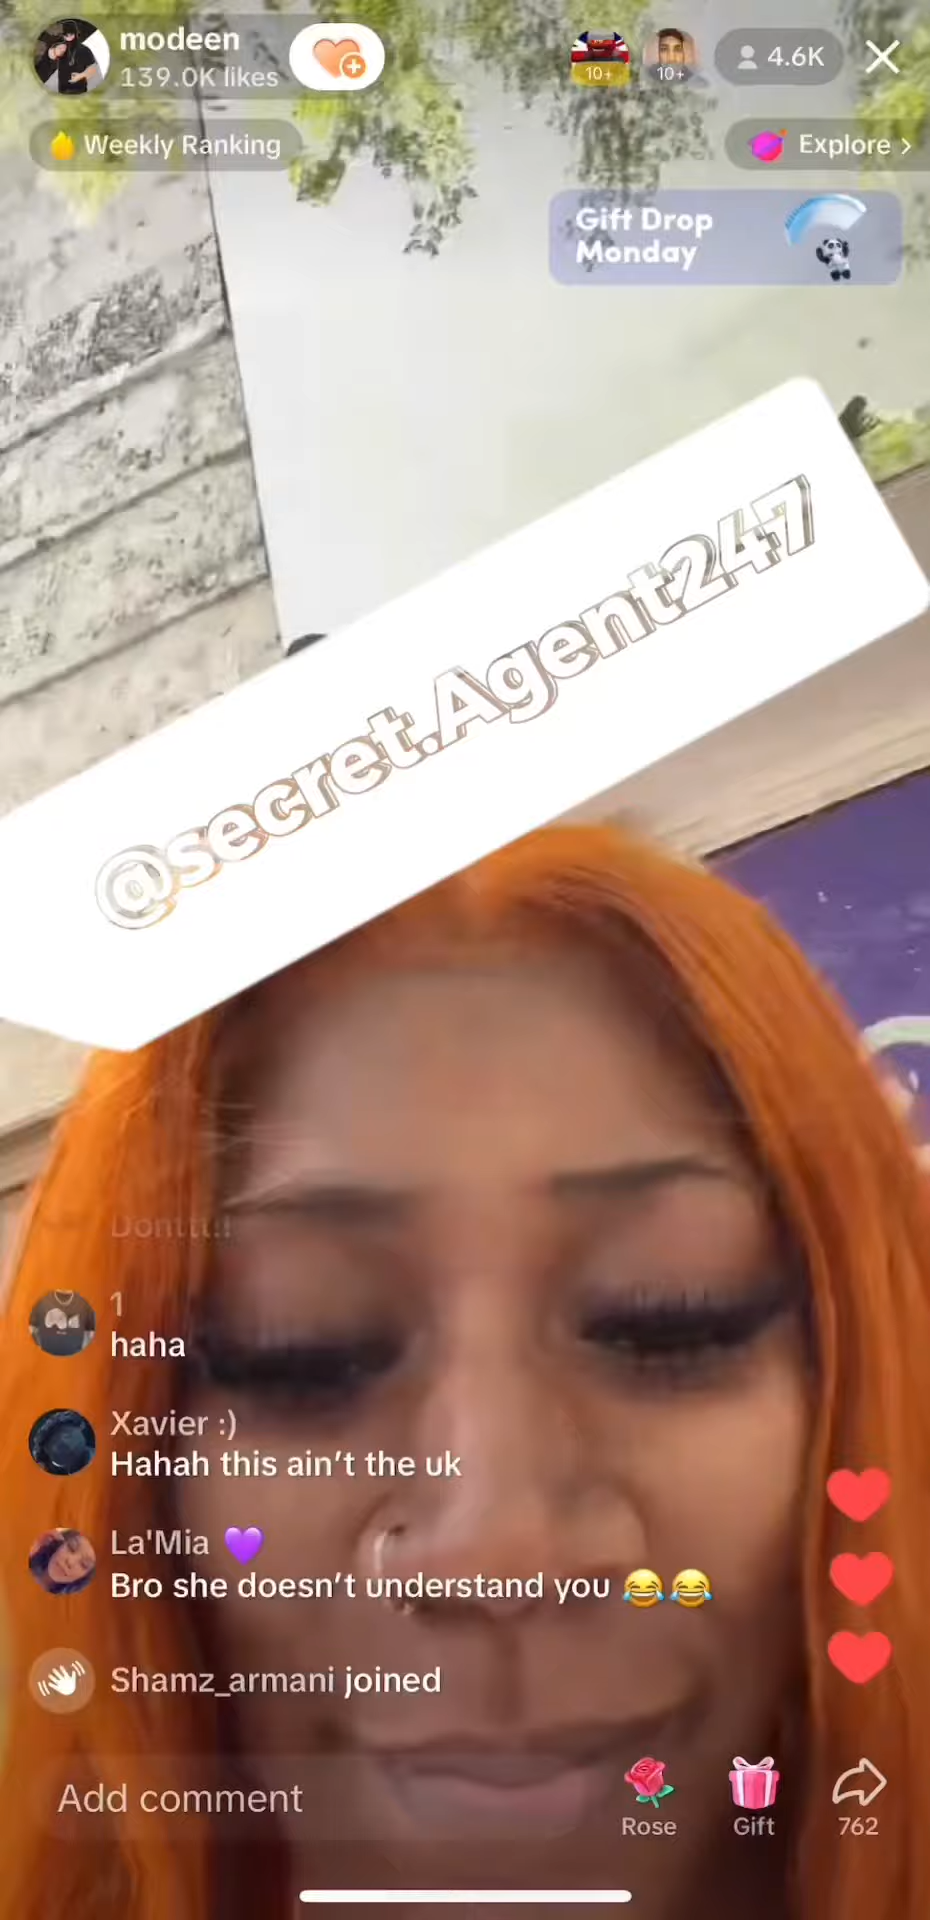 modeen
139.0K likes
10+
10+
4.6K
Weekly Ranking
Explore
Gift Drop
Monday
@secret.Agent247
Donttt!!
1
haha
Xavier :)
Hahah this ain't the uk
La'Mia 💜
Bro she doesn't understand you 😂😂
Shamz_armani joined
Add comment
Rose
Gift
762